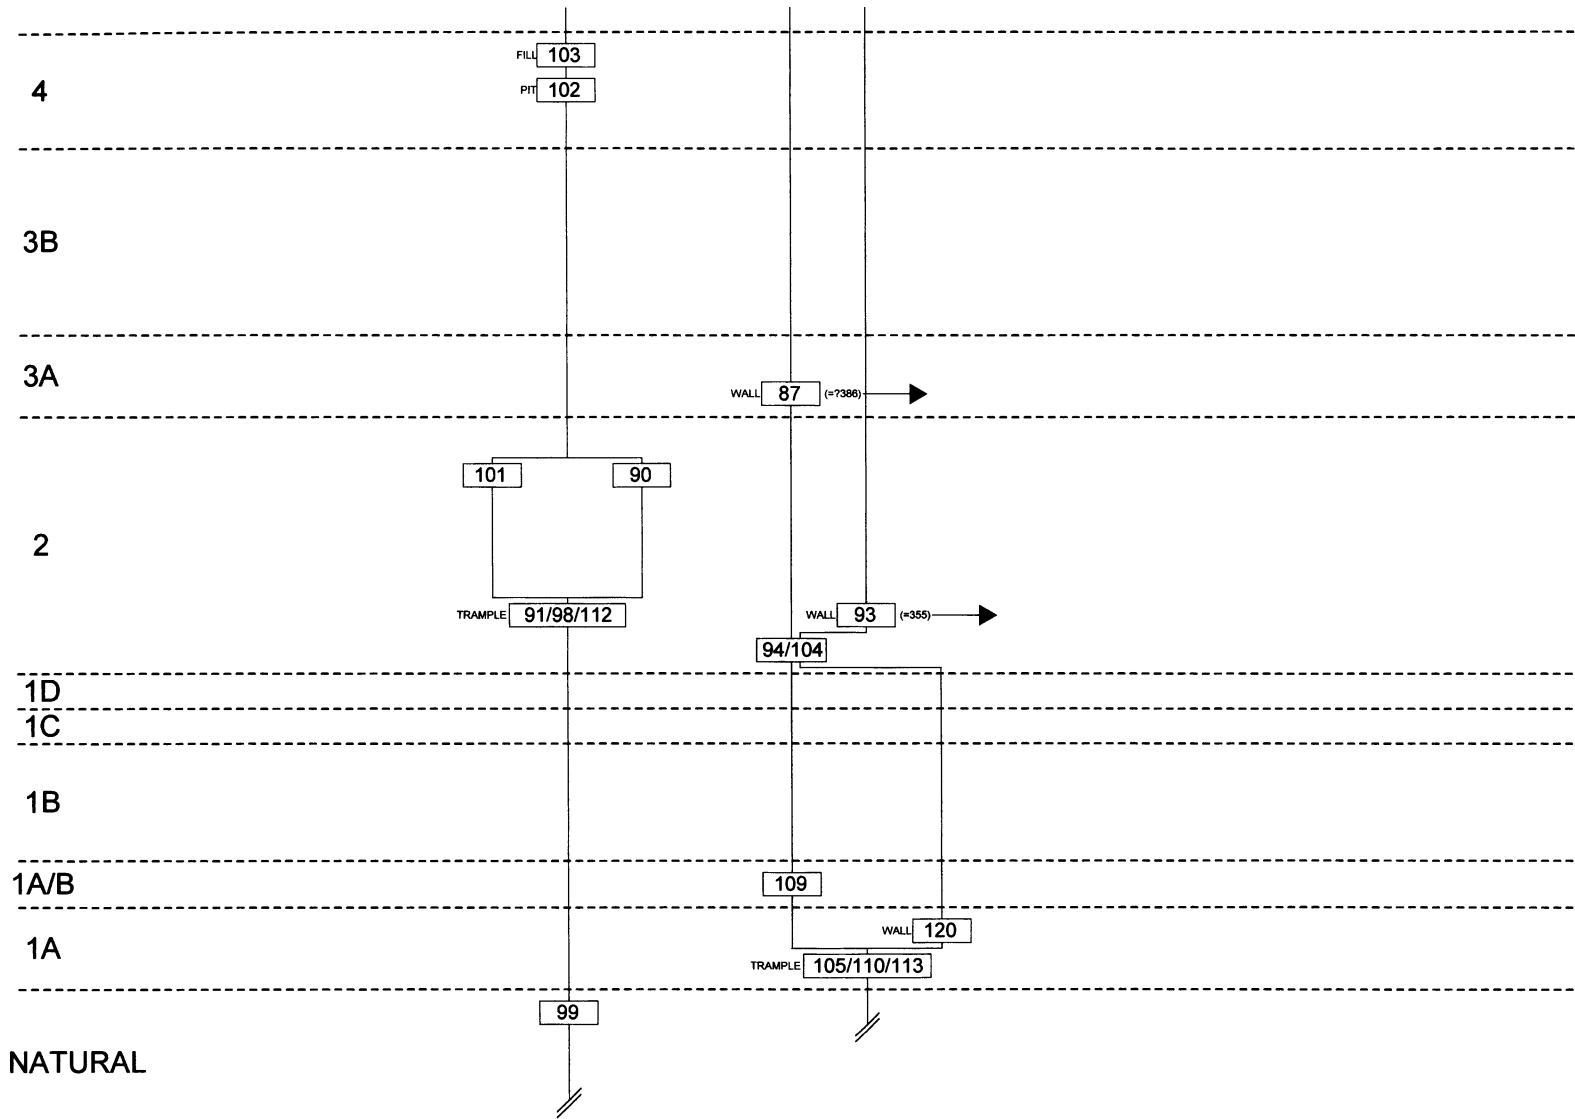 FILL 103
4
PIT 102
3B
3A
WALL 87 (=?386)
101 90
2
TRAMPLE 91/98/112 WALL 93 (=355)
94/104
1D
1C
1B
1A/B 109
WALL 120
1A
TRAMPLE 105/110/113
99
NATURAL